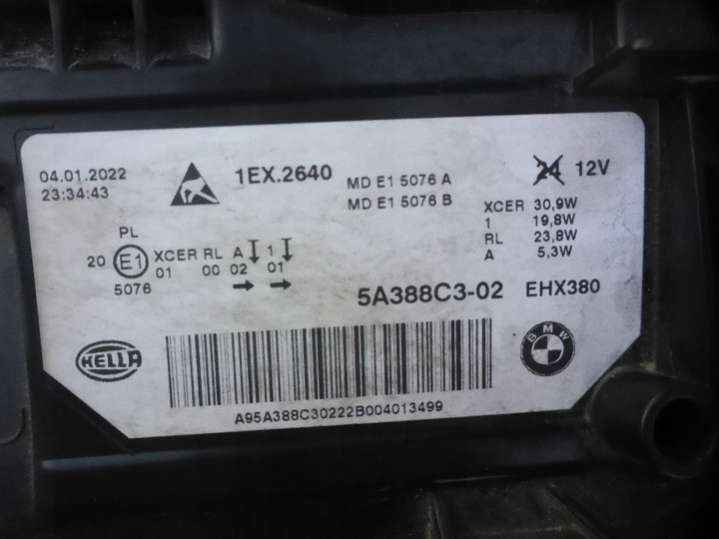 04.01.2022
23:34:43
1EX.2640
MD E1 5076 A
MD E1 5076 B
24 12V
XCER 30,9W
1 19,8W
RL 23,8W
A 5,3W
PL
20 E1 XCER RL A 1
01 00 02 01
5076
5A388C3-02 EHX380
HELLA
BMW
A95A388C30222B004013499